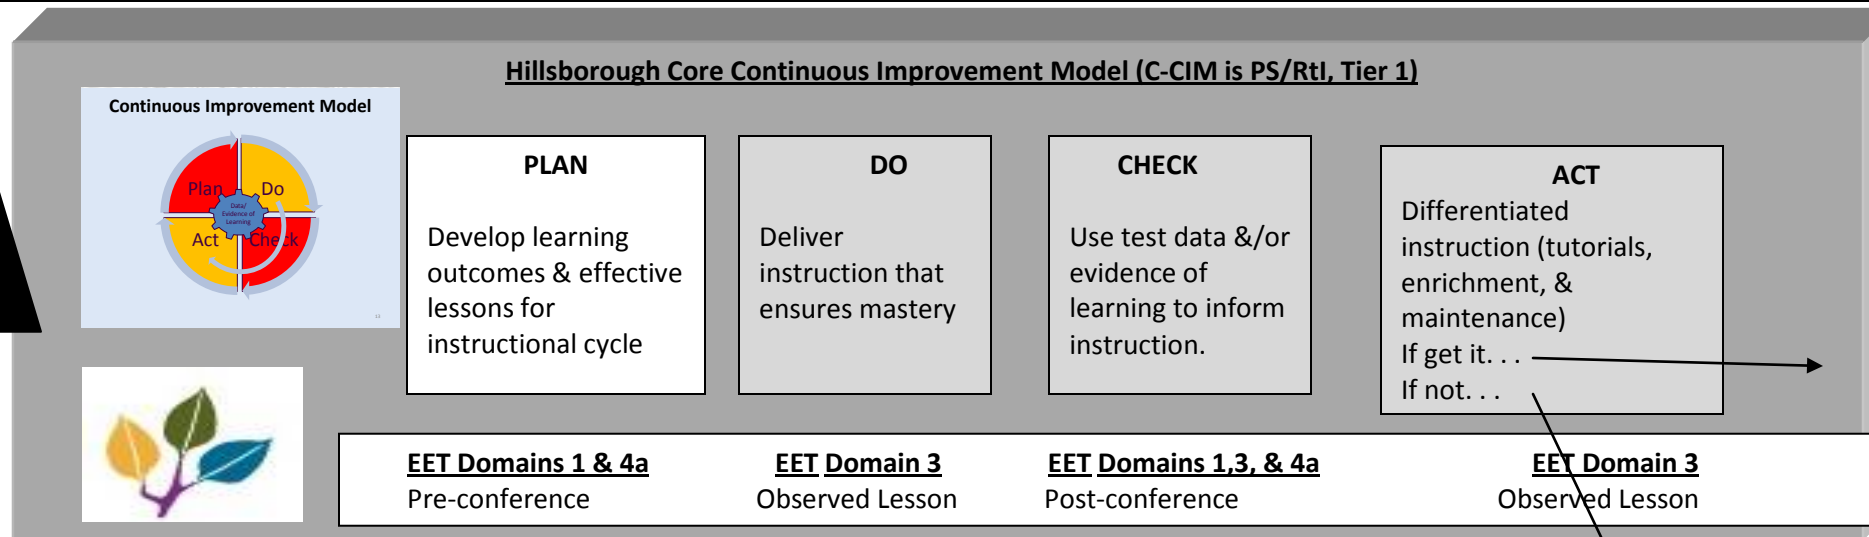 Hillsborough Core Continuous Improvement Model (C-CIM is PS/RtI, Tier 1)
Continuous Improvement Model
Plan
Do
Data/
Evidence of
Learning
Act
Check
PLAN
Develop learning
outcomes & effective
lessons for
instructional cycle
DO
Deliver
instruction that
ensures mastery
CHECK
Use test data &/or
evidence of
learning to inform
instruction.
ACT
Differentiated
instruction (tutorials,
enrichment, &
maintenance)
If get it. . .
If not. . .
EET Domains 1 & 4a
Pre-conference
EET Domain 3
Observed Lesson
EET Domains 1,3, & 4a
Post-conference
EET Domain 3
Observed Lesson